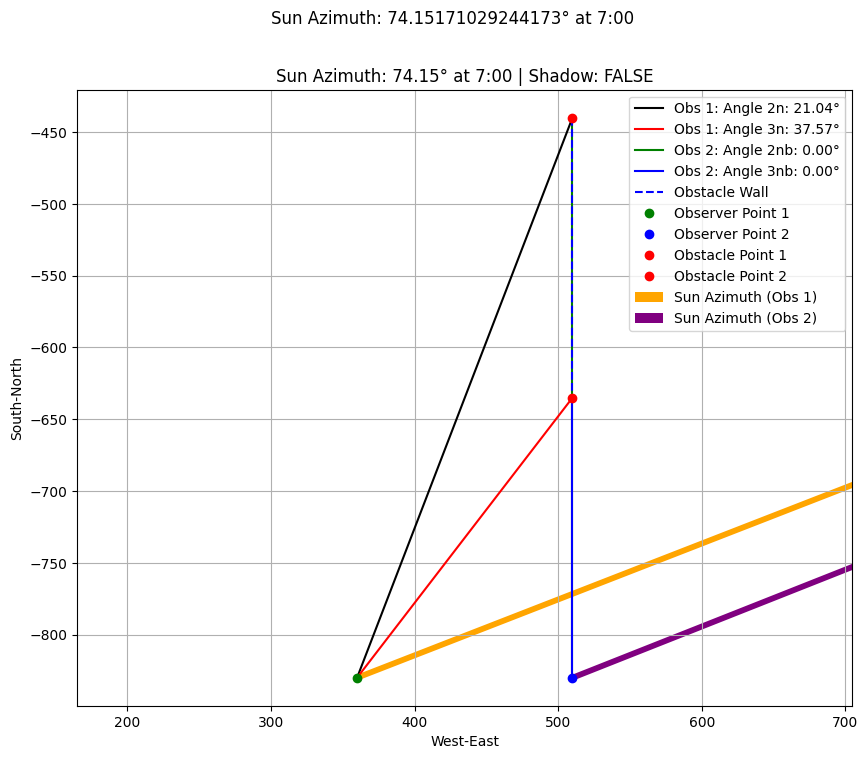 Sun Azimuth: 74.15171029244173° at 7:00
Sun Azimuth: 74.15° at 7:00 | Shadow: FALSE
Obs 1: Angle 2n: 21.04°
Obs 1: Angle 3n: 37.57°
Obs 2: Angle 2nb: 0.00°
Obs 2: Angle 3nb: 0.00°
Obstacle Wall
Observer Point 1
Observer Point 2
Obstacle Point 1
Obstacle Point 2
Sun Azimuth (Obs 1)
Sun Azimuth (Obs 2)
South-North
−450
−500
−550
−600
−650
−700
−750
−800
200
300
400
500
600
700
West-East